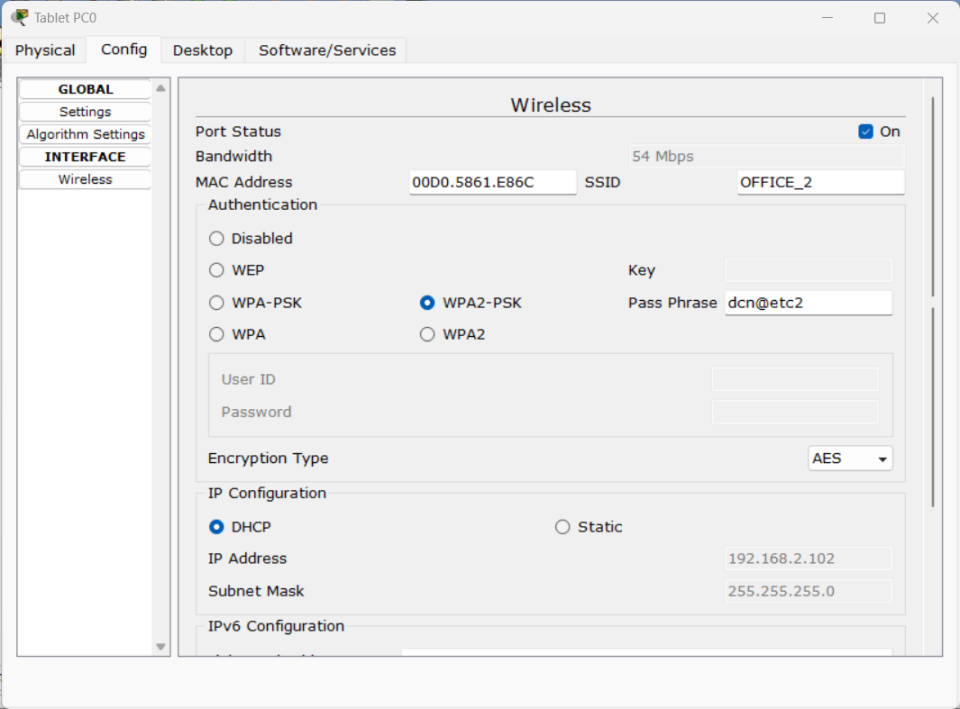 Tablet PC0
Physical Config Desktop Software/Services
GLOBAL
Settings
Algorithm Settings
INTERFACE
Wireless
Wireless
Port Status On
Bandwidth 54 Mbps
MAC Address 00D0.5861.E86C SSID OFFICE_2
Authentication
Disabled
WEP Key
WPA-PSK WPA2-PSK Pass Phrase dcn@etc2
WPA WPA2
User ID
Password
Encryption Type AES
IP Configuration
DHCP Static
IP Address 192.168.2.102
Subnet Mask 255.255.255.0
IPv6 Configuration